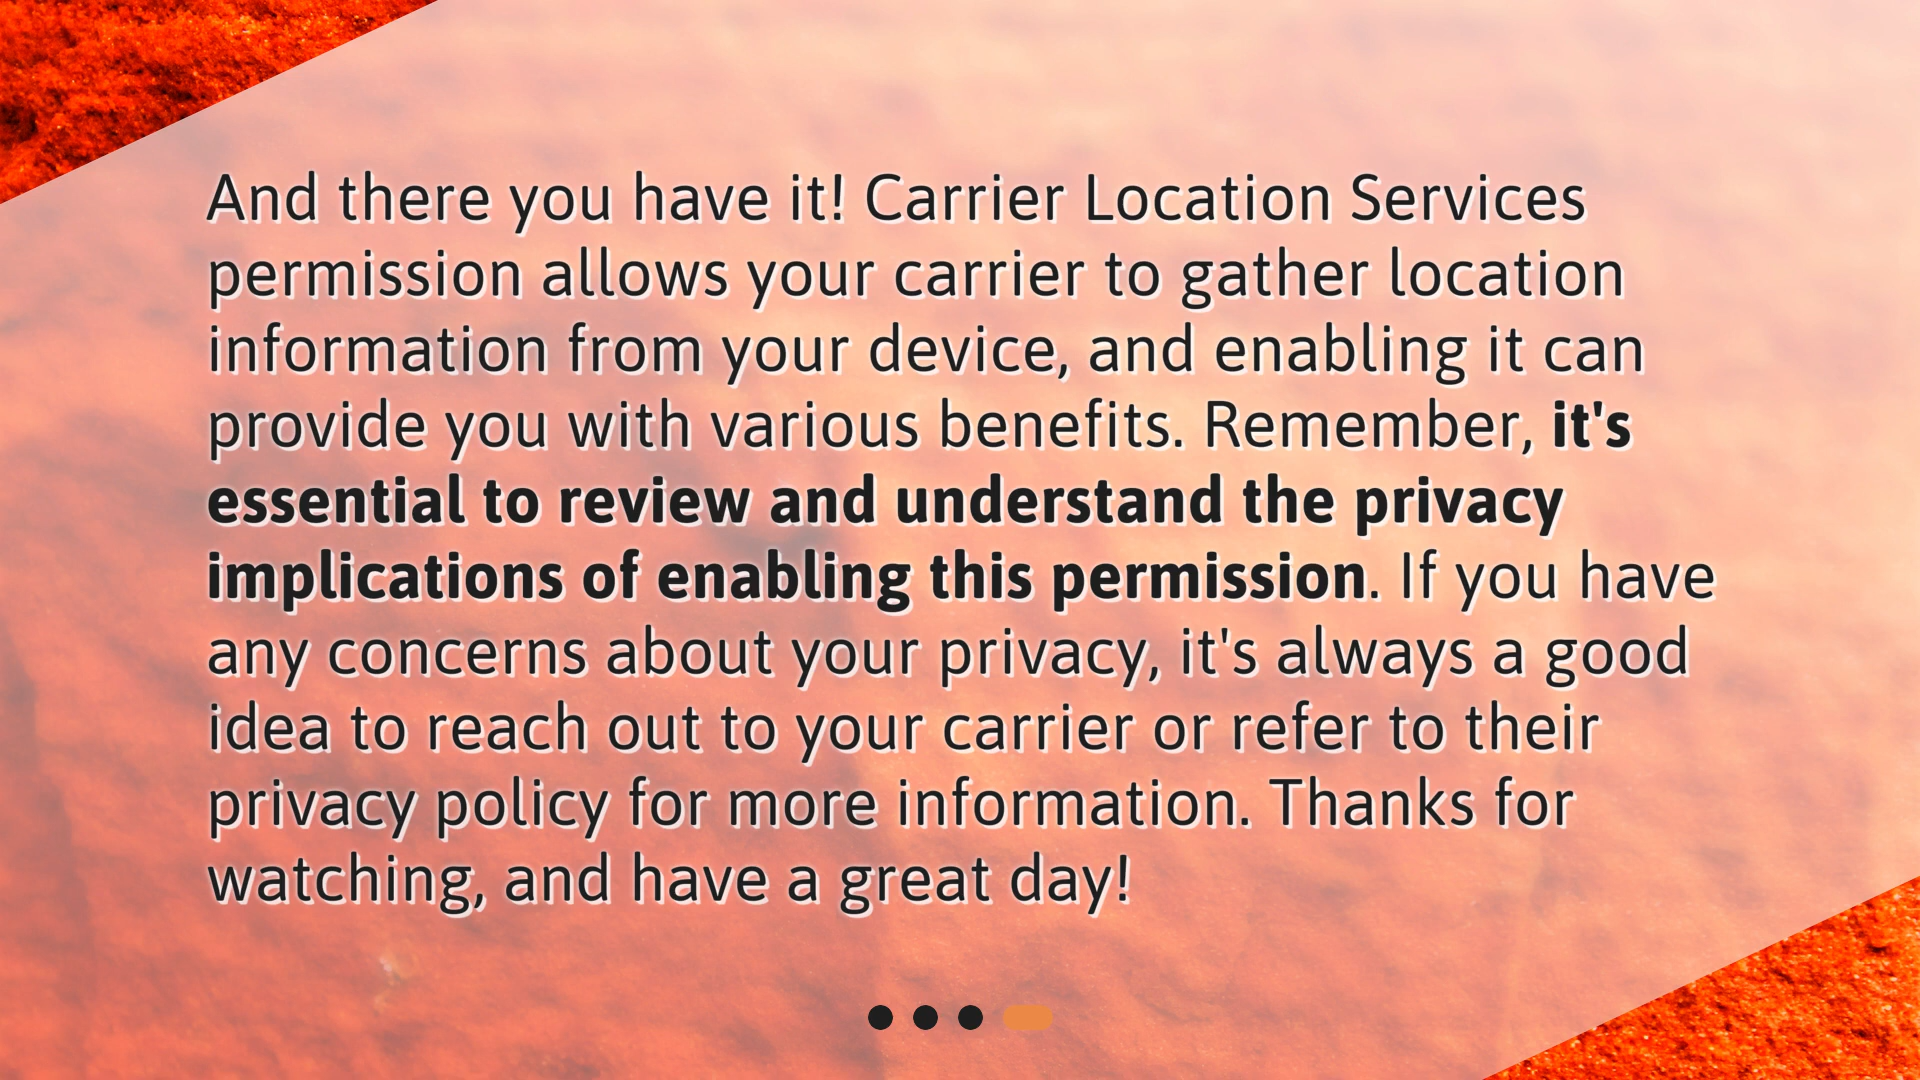 And there you have it! Carrier Location Services
permission allows your carrier to gather location
information from your device, and enabling it can
provide you with various benefits. Remember, it's
essential to review and understand the privacy
implications of enabling this permission. If you have
any concerns about your privacy, it's always a good
idea to reach out to your carrier or refer to their
privacy policy for more information. Thanks for
watching, and have a great day!